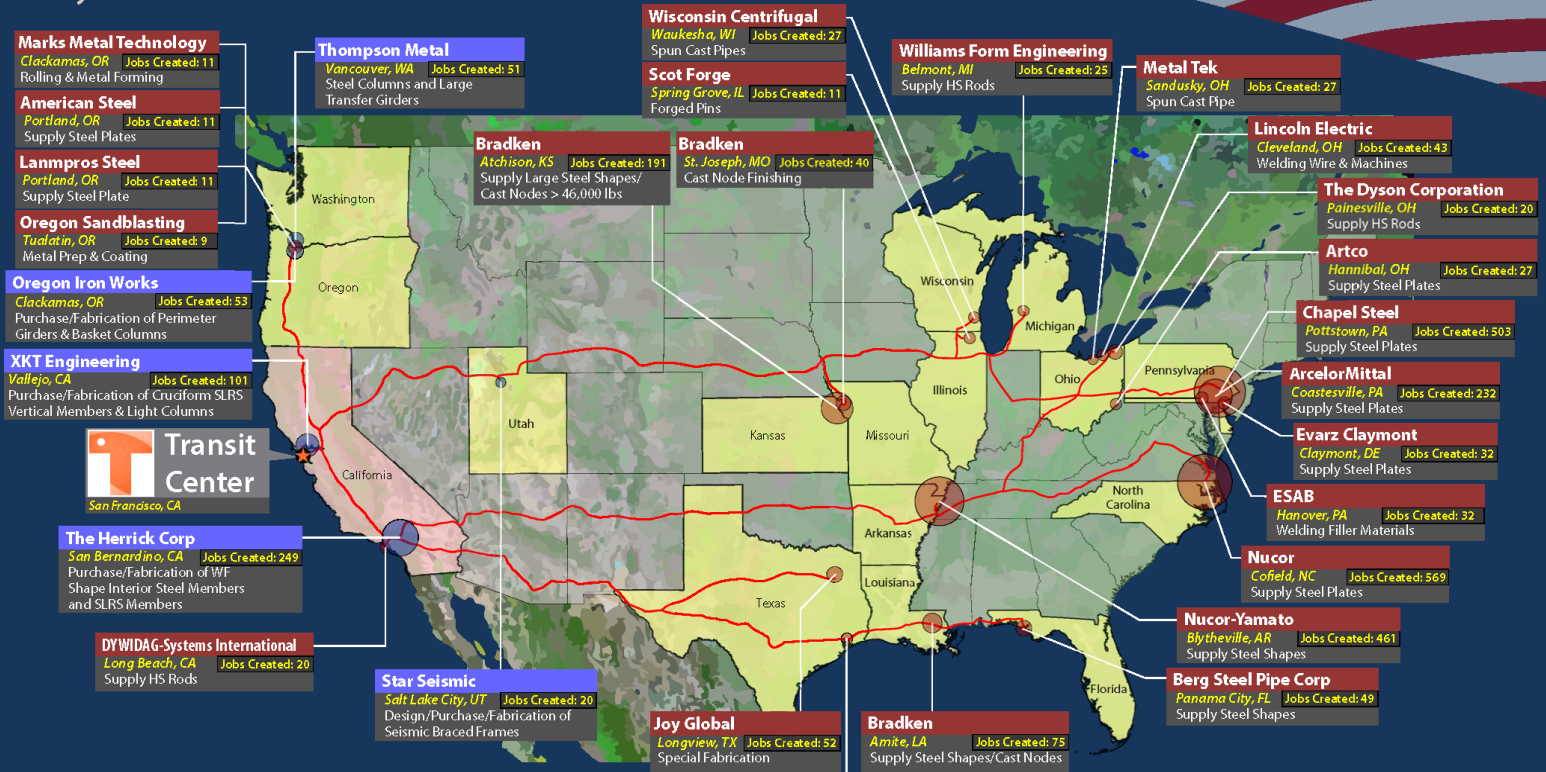 Marks Metal Technology
Clackamas, OR Jobs Created: 11
Rolling & Metal Forming
American Steel
Portland, OR Jobs Created: 11
Supply Steel Plates
Lanmpros Steel
Portland, OR Jobs Created: 11
Supply Steel Plate
Oregon Sandblasting
Tualatin, OR Jobs Created: 9
Metal Prep & Coating
Oregon Iron Works
Clackamas, OR Jobs Created: 53
Purchase/Fabrication of Perimeter
Girders & Basket Columns
XKT Engineering
Vallejo, CA Jobs Created: 101
Purchase/Fabrication of Cruciform SLRS
Vertical Members & Light Columns
Transit
Center
San Francisco, CA
The Herrick Corp
San Bernardino, CA Jobs Created: 249
Purchase/Fabrication of WF
Shape Interior Steel Members
and SLRS Members
DYWIDAG-Systems International
Long Beach, CA Jobs Created: 20
Supply HS Rods
Thompson Metal
Vancouver, WA Jobs Created: 51
Steel Columns and Large
Transfer Girders
Bradken
Atchison, KS Jobs Created: 191
Supply Large Steel Shapes/
Cast Nodes > 46,000 lbs
Bradken
St. Joseph, MO Jobs Created: 40
Cast Node Finishing
Wisconsin Centrifugal
Waukesha, WI Jobs Created: 27
Spun Cast Pipes
Scot Forge
Spring Grove, IL Jobs Created: 11
Forged Pins
Williams Form Engineering
Belmont, MI Jobs Created: 25
Supply HS Rods
Metal Tek
Sandusky, OH Jobs Created: 27
Spun Cast Pipe
Lincoln Electric
Cleveland, OH Jobs Created: 43
Welding Wire & Machines
The Dyson Corporation
Painesville, OH Jobs Created: 20
Supply HS Rods
Artco
Hannibal, OH Jobs Created: 27
Supply Steel Plates
Chapel Steel
Pottstown, PA Jobs Created: 503
Supply Steel Plates
ArcelorMittal
Coastesville, PA Jobs Created: 232
Supply Steel Plates
Evarz Claymont
Claymont, DE Jobs Created: 32
Supply Steel Plates
ESAB
Hanover, PA Jobs Created: 32
Welding Filler Materials
Nucor
Cofield, NC Jobs Created: 569
Supply Steel Plates
Nucor-Yamato
Blytheville, AR Jobs Created: 461
Supply Steel Shapes
Berg Steel Pipe Corp
Panama City, FL Jobs Created: 49
Supply Steel Shapes
Star Seismic
Salt Lake City, UT Jobs Created: 20
Design/Purchase/Fabrication of
Seismic Braced Frames
Joy Global
Longview, TX Jobs Created: 52
Special Fabrication
Bradken
Amite, LA Jobs Created: 75
Supply Steel Shapes/Cast Nodes
Washington
Oregon
California
Utah
Kansas
Missouri
Texas
Arkansas
Louisiana
Wisconsin
Illinois
Michigan
Ohio
Pennsylvania
North
Carolina
Florida